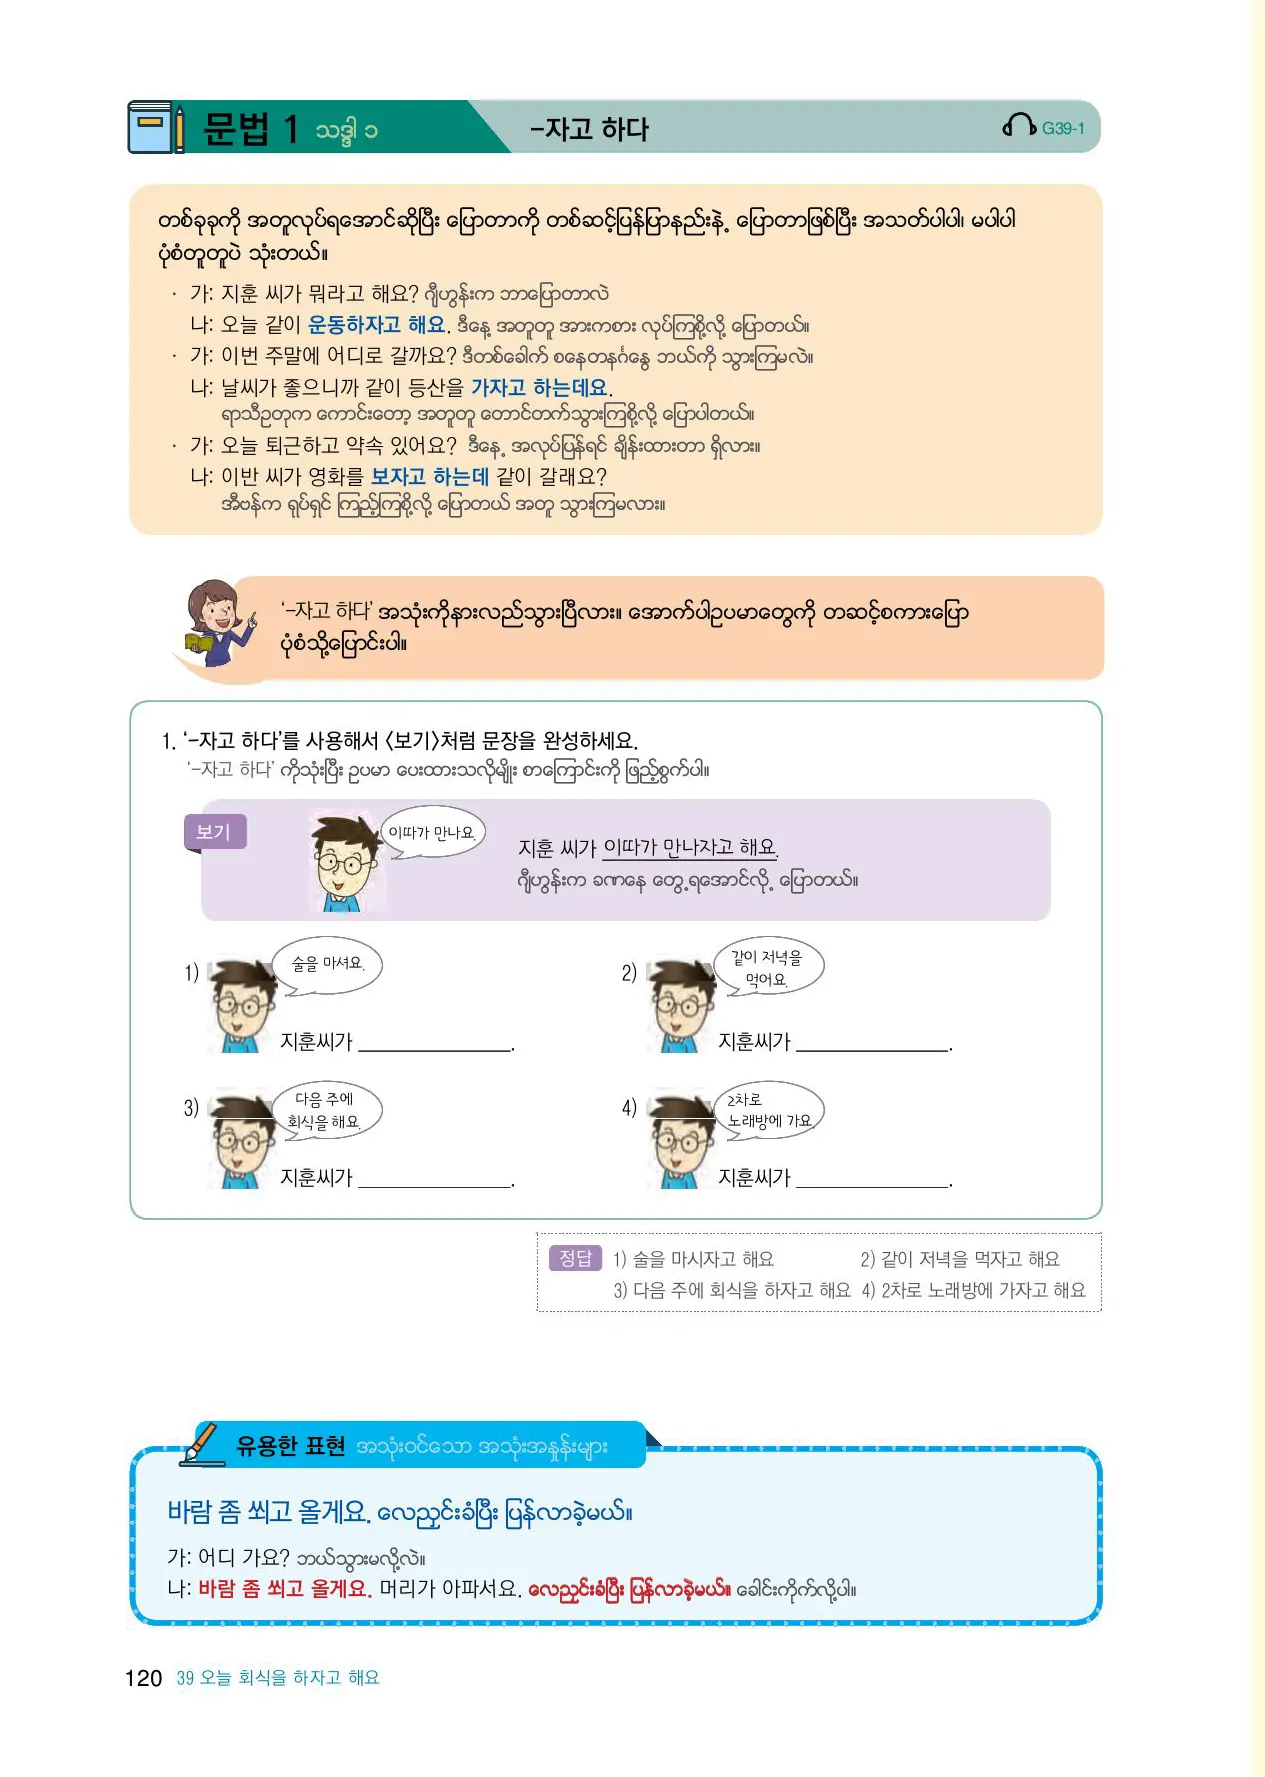 문법 1 သဒ္ဒါ ၁ -자고 하다 G39-1
တစ်ခုခုကို အတူလုပ်ရအောင်ဆိုပြီး ပြောတာကို တစ်ဆင့်ပြန်ပြာနည်းနဲ့ ပြောတာဖြစ်ပြီး အသတ်ပါပါ၊ မပါပါ
ပုံစံတူတူပဲ သုံးတယ်။
· 가: 지훈 씨가 뭐라고 해요? ဂျီဟွန်းက ဘာပြောတာလဲ
나: 오늘 같이 운동하자고 해요. ဒီနေ့ အတူတူ အားကစား လုပ်ကြစို့လို့ ပြောတယ်။
· 가: 이번 주말에 어디로 갈까요? ဒီတစ်ခေါက် စနေတနင်္ဂနွေ ဘယ်ကို သွားကြမလဲ။
나: 날씨가 좋으니까 같이 등산을 가자고 하는데요.
ရာသီဥတုက ကောင်းတော့ အတူတူ တောင်တက်သွားကြစို့လို့ ပြောပါတယ်။
· 가: 오늘 퇴근하고 약속 있어요? ဒီနေ့ အလုပ်ပြန်ရင် ချိန်းထားတာ ရှိလား။
나: 이반 씨가 영화를 보자고 하는데 같이 갈래요?
အီဗန်က ရုပ်ရှင် ကြည့်ကြစို့လို့ ပြောတယ် အတူ သွားကြမလား။
‘-자고 하다’ အသုံးကိုနားလည်သွားပြီလား။ အောက်ပါဥပမာတွေကို တဆင့်စကားပြော
ပုံစံသို့ပြောင်းပါ။
1. ‘-자고 하다’를 사용해서 〈보기〉처럼 문장을 완성하세요.
‘-자고 하다’ ကိုသုံးပြီး ဥပမာ ပေးထားသလိုမျိုး စာကြောင်းကို ဖြည့်စွက်ပါ။
보기 이따가 만나요.
지훈 씨가 이따가 만나자고 해요.
ဂျီဟွန်းက ခဏနေ တွေ့ရအောင်လို့ ပြောတယ်။
1) 술을 마셔요.
지훈씨가 ______________.
2) 같이 저녁을
먹어요.
지훈씨가 ______________.
3) 다음 주에
회식을 해요.
지훈씨가 ______________.
4) 2차로
노래방에 가요.
지훈씨가 ______________.
정답 1) 술을 마시자고 해요 2) 같이 저녁을 먹자고 해요
3) 다음 주에 회식을 하자고 해요 4) 2차로 노래방에 가자고 해요
유용한 표현 အသုံးဝင်သော အသုံးအနှုန်းများ
바람 좀 쐬고 올게요. လေညှင်းခံပြီး ပြန်လာခဲ့မယ်။
가: 어디 가요? ဘယ်သွားမလို့လဲ။
나: 바람 좀 쐬고 올게요. 머리가 아파서요. လေညှင်းခံပြီး ပြန်လာခဲ့မယ်။ ခေါင်းကိုက်လို့ပါ။
120 39 오늘 회식을 하자고 해요